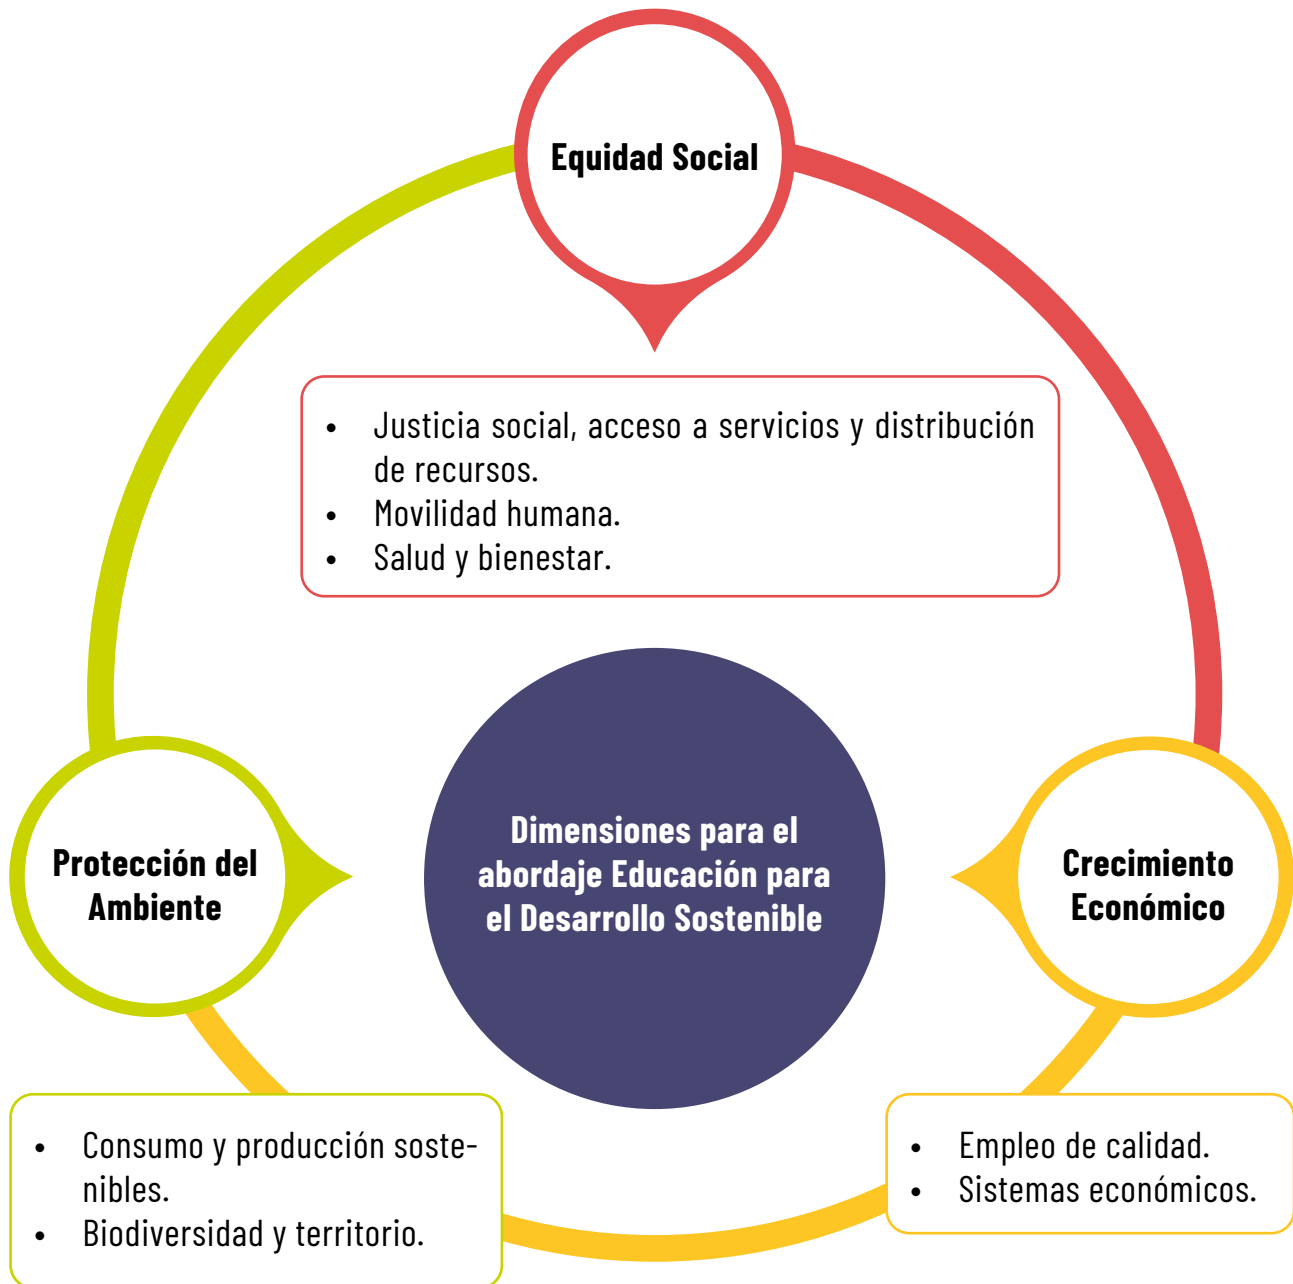 Equidad Social
• Justicia social, acceso a servicios y distribución
de recursos.
• Movilidad humana.
• Salud y bienestar.
Dimensiones para el
abordaje Educación para
el Desarrollo Sostenible
Protección del
Ambiente
Crecimiento
Económico
• Consumo y producción soste-
nibles.
• Biodiversidad y territorio.
• Empleo de calidad.
• Sistemas económicos.